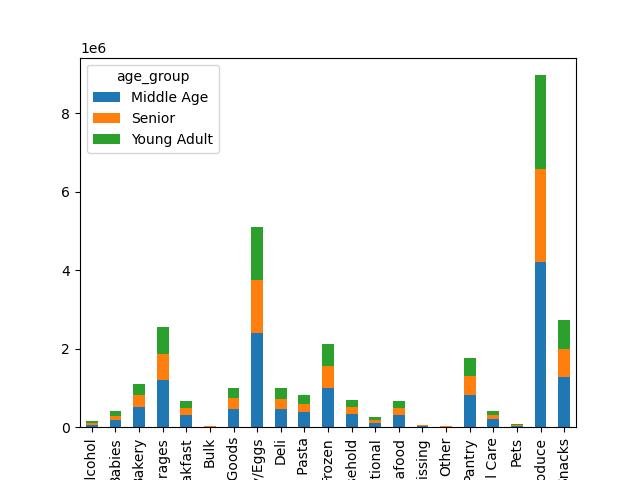 1e6
age_group
Middle Age
Senior
Young Adult
8
6
4
2
0
lcohol
Babies
Bakery
rages
akfast
Bulk
Goods
y/Eggs
Deli
Pasta
Frozen
sehold
tional
afood
issing
Other
Pantry
l Care
Pets
oduce
Snacks